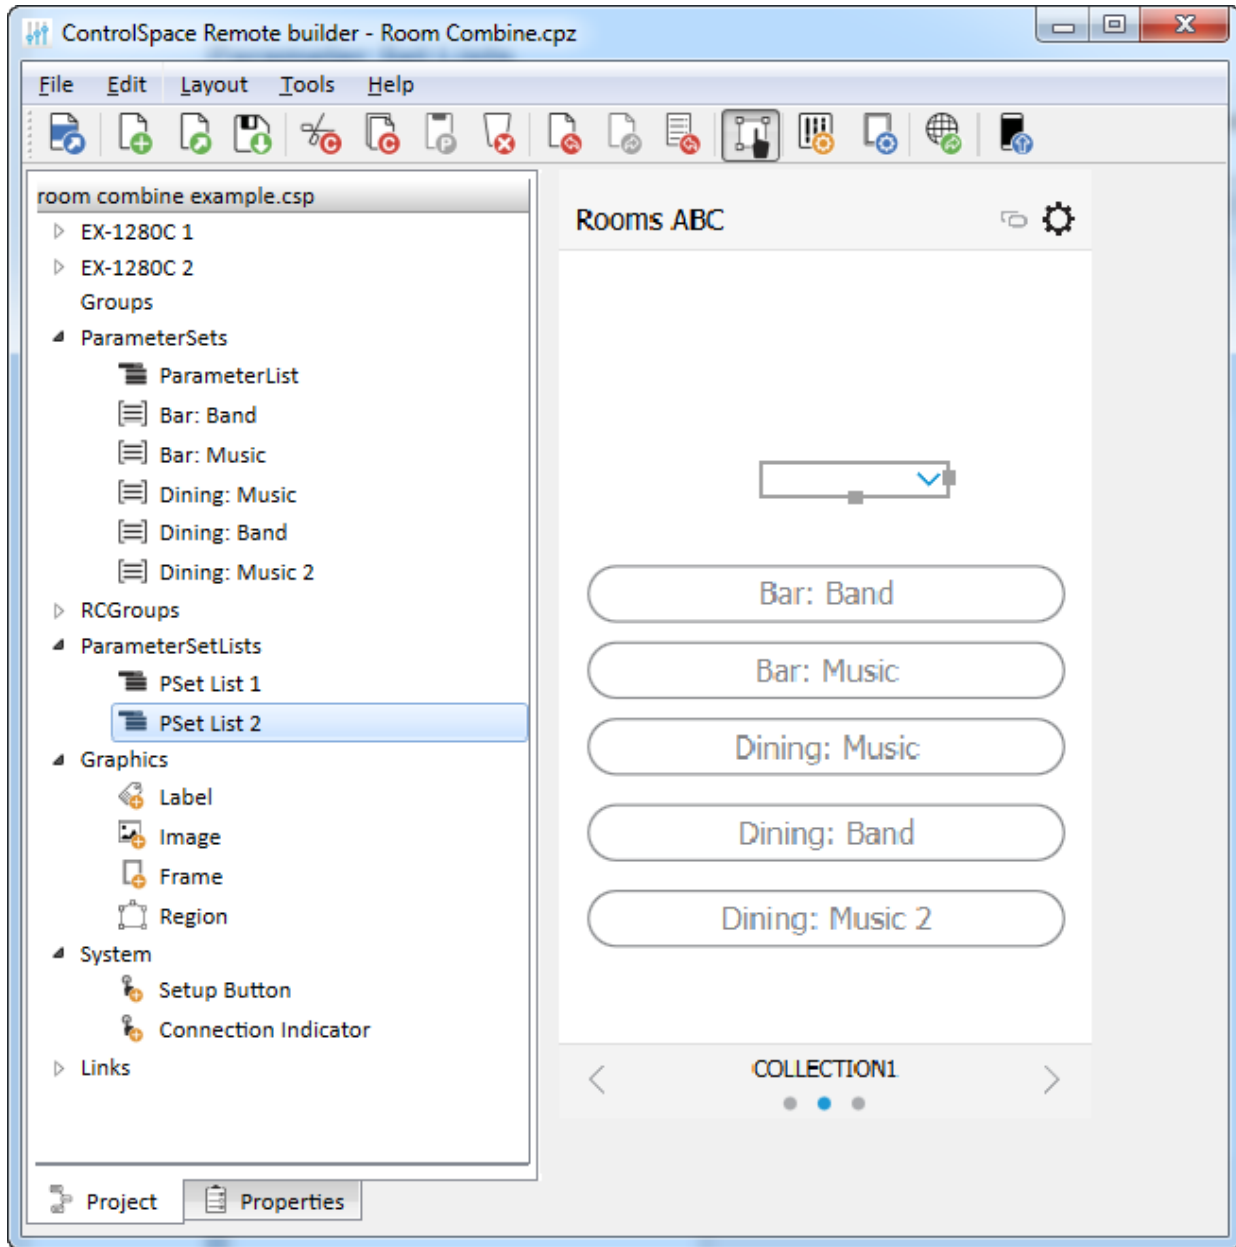 ControlSpace Remote builder - Room Combine.cpz
File Edit Layout Tools Help
room combine example.csp
EX-1280C 1
EX-1280C 2
Groups
ParameterSets
ParameterList
Bar: Band
Bar: Music
Dining: Music
Dining: Band
Dining: Music 2
RCGroups
ParameterSetLists
PSet List 1
PSet List 2
Graphics
Label
Image
Frame
Region
System
Setup Button
Connection Indicator
Links
Project Properties
Rooms ABC
Bar: Band
Bar: Music
Dining: Music
Dining: Band
Dining: Music 2
COLLECTION1